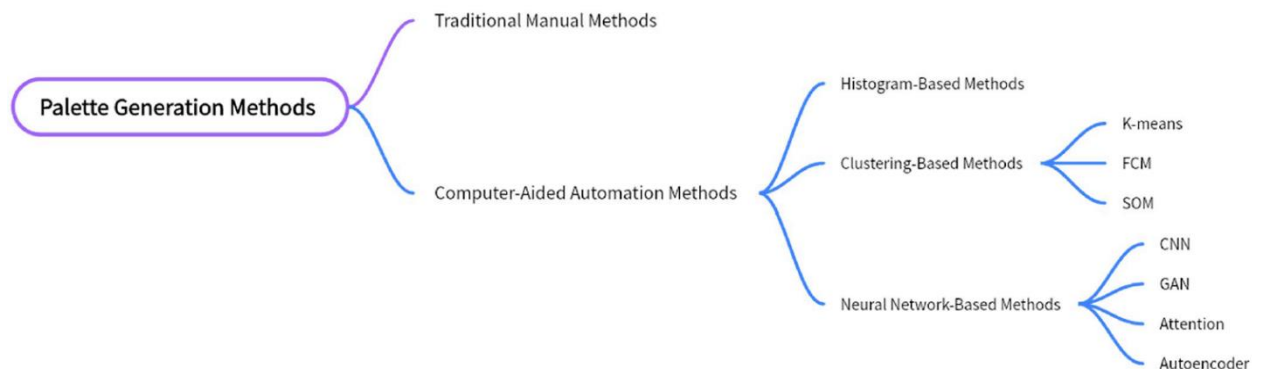 Palette Generation Methods
Traditional Manual Methods
Computer-Aided Automation Methods
Histogram-Based Methods
Clustering-Based Methods
K-means
FCM
SOM
Neural Network-Based Methods
CNN
GAN
Attention
Autoencoder